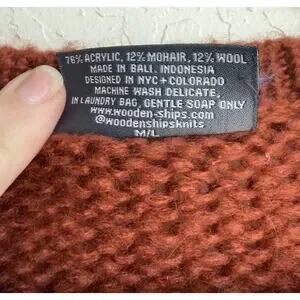 76% ACRYLIC, 12% MOHAIR, 12% WOOL
MADE IN BALI, INDONESIA
DESIGNED IN NYC + COLORADO
MACHINE WASH DELICATE,
IN LAUNDRY BAG, GENTLE SOAP ONLY
www.wooden-ships.com
@woodenshipsknits
M/L